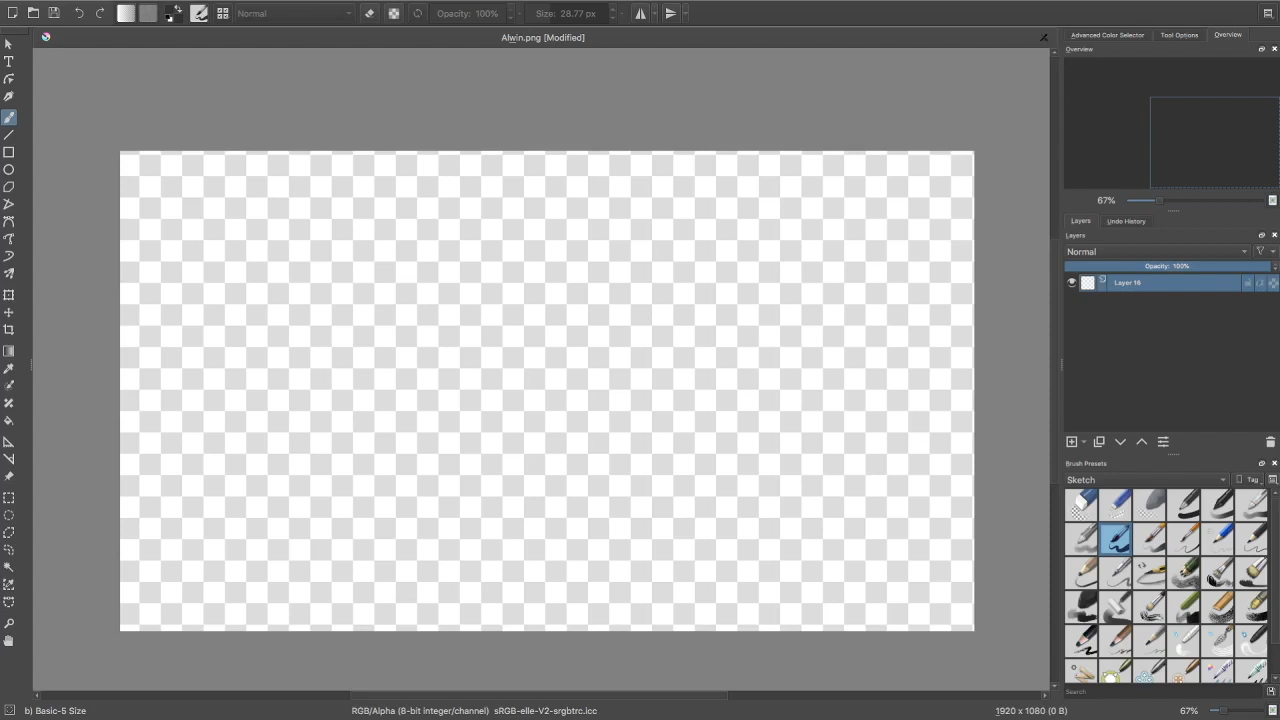 Normal
Opacity: 100%
Size: 28.77 px
Alwin.png [Modified]
Advanced Color Selector
Tool Options
Overview
Overview
67%
Layers
Undo History
Layers
Normal
Opacity: 100%
Layer 16
Brush Presets
Sketch
Tag
Search
b) Basic-5 Size
RGB/Alpha (8-bit integer/channel) sRGB-elle-V2-srgbtrc.icc
1920 x 1080 (0 B)
67%